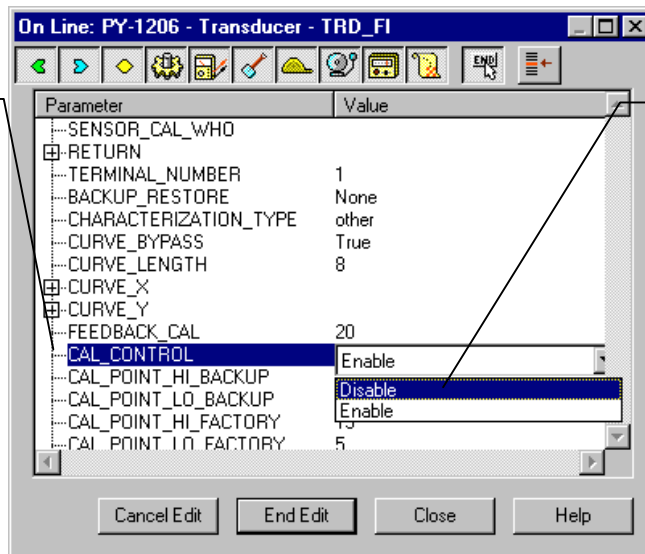 On Line: PY-1206 - Transducer - TRD_FI
END
Parameter Value
SENSOR_CAL_WHO
RETURN
TERMINAL_NUMBER 1
BACKUP_RESTORE None
CHARACTERIZATION_TYPE other
CURVE_BYPASS True
CURVE_LENGTH 8
CURVE_X
CURVE_Y
FEEDBACK_CAL 20
CAL_CONTROL Enable
CAL_POINT_HI_BACKUP Disable
CAL_POINT_LO_BACKUP Enable
CAL_POINT_HI_FACTORY
CAL_POINT_LO_FACTORY 5
Cancel Edit End Edit Close Help